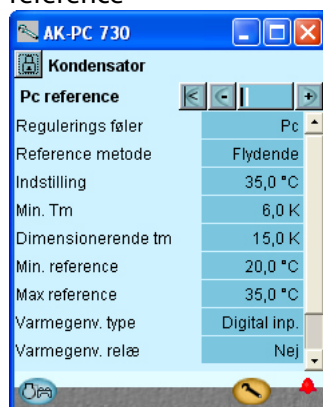 reference
AK-PC 730
Kondensator
Pc reference
Regulerings føler Pc
Reference metode Flydende
Indstilling 35,0 °C
Min. Tm 6,0 K
Dimensionerende tm 15,0 K
Min. reference 20,0 °C
Max reference 35,0 °C
Varmegenv. type Digital inp.
Varmegenv. relæ Nej